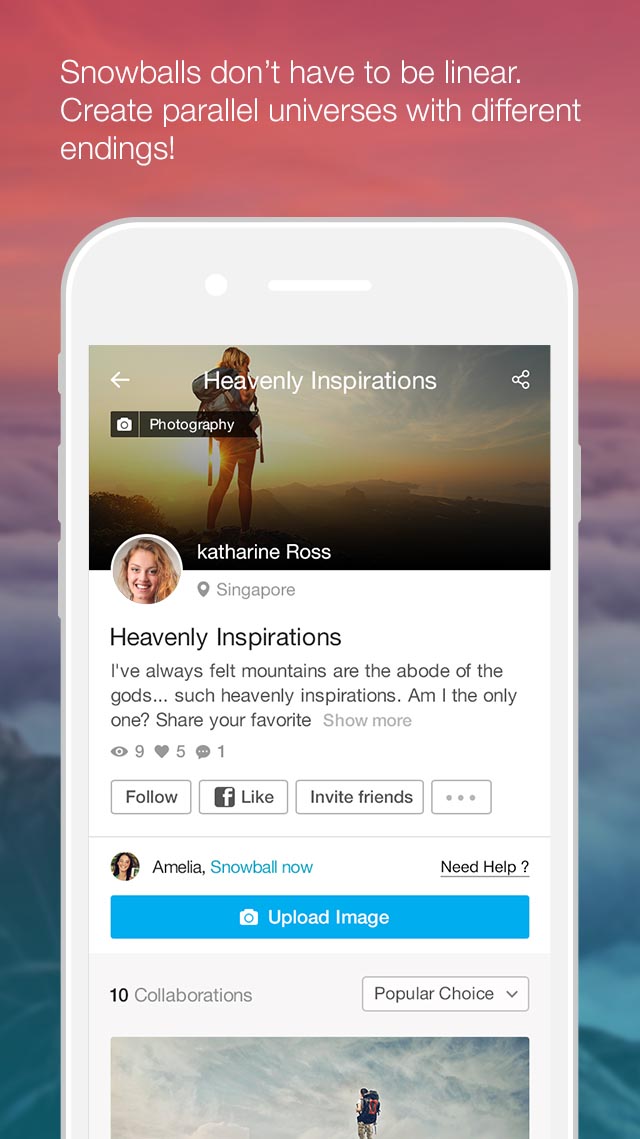 Snowballs don’t have to be linear.
Create parallel universes with different
endings!
Heavenly Inspirations
Photography
katharine Ross
Singapore
Heavenly Inspirations
I've always felt mountains are the abode of the
gods... such heavenly inspirations. Am I the only
one? Share your favorite Show more
9 5 1
Follow f Like Invite friends
Amelia, Snowball now Need Help ?
Upload Image
10 Collaborations Popular Choice